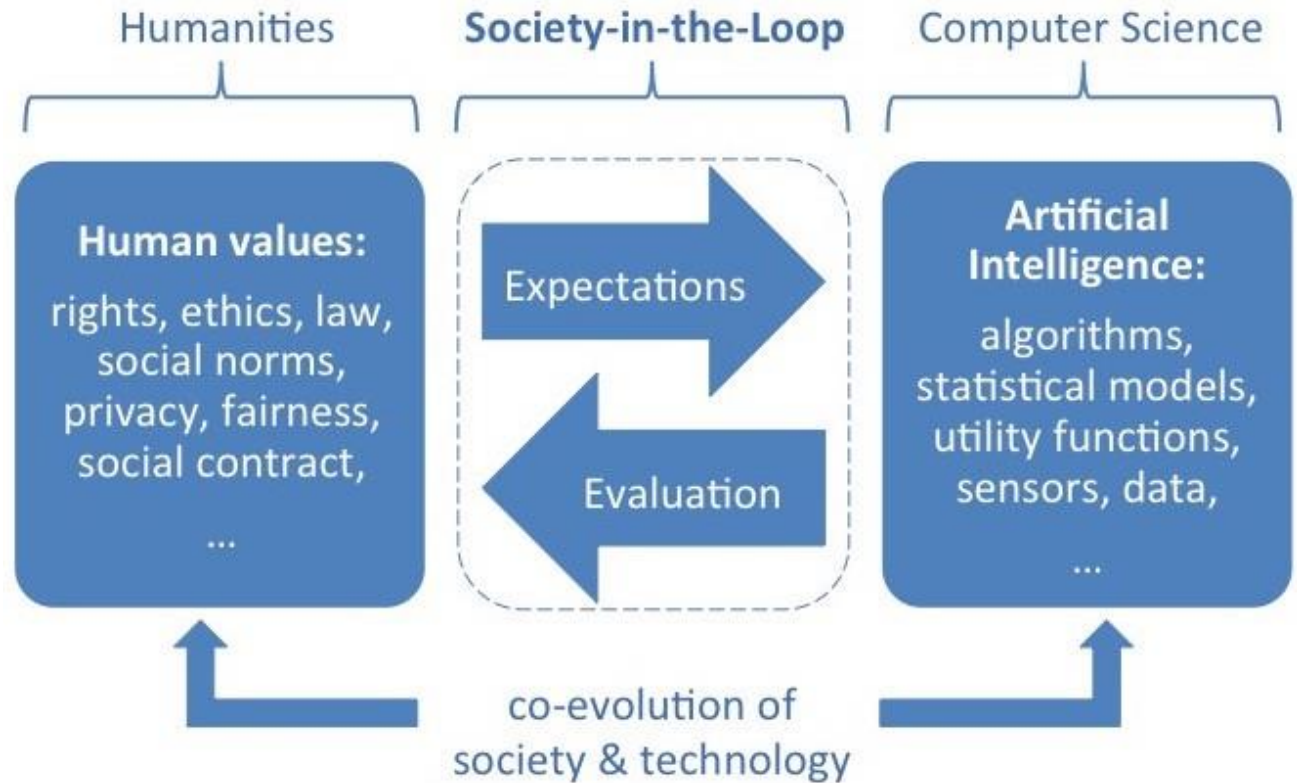 Humanities
Society-in-the-Loop
Computer Science
Human values:
rights, ethics, law,
social norms,
privacy, fairness,
social contract,
...
Expectations
Evaluation
Artificial
Intelligence:
algorithms,
statistical models,
utility functions,
sensors, data,
...
co-evolution of
society & technology